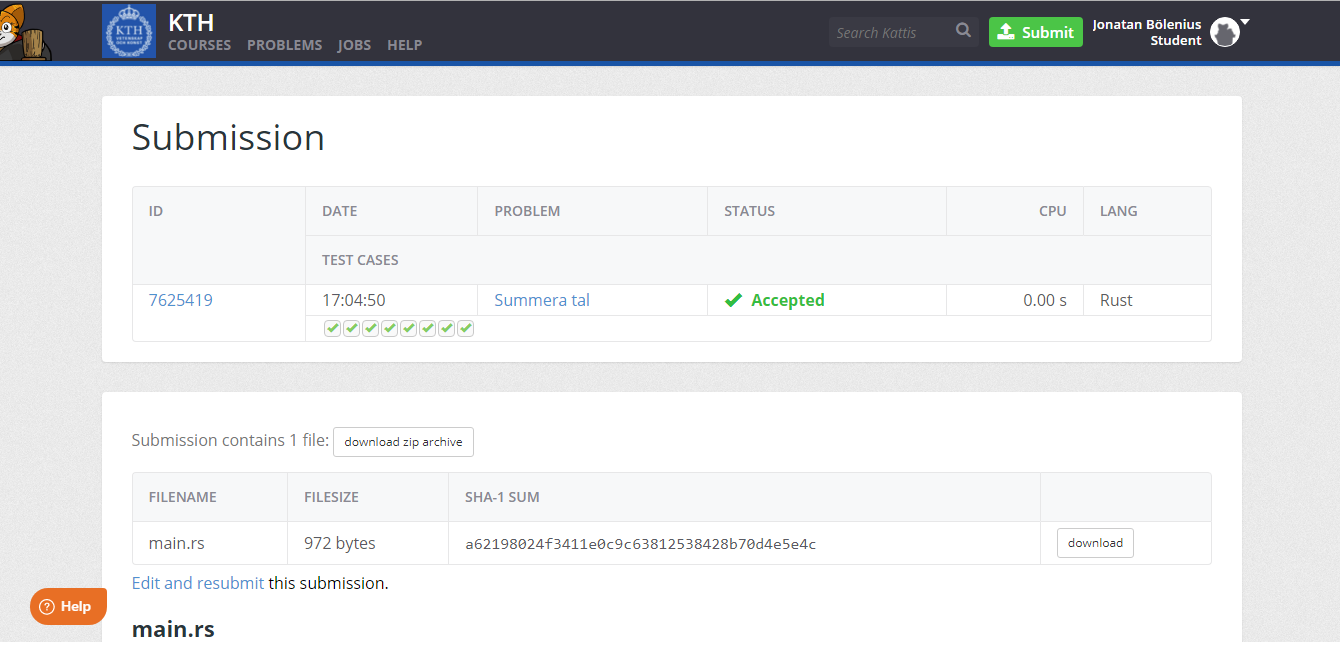 KTH
COURSES PROBLEMS JOBS HELP
Search Kattis
Submit
Jonatan Bölenius
Student
Submission
ID DATE PROBLEM STATUS CPU LANG
TEST CASES
7625419 17:04:50 Summera tal Accepted 0.00 s Rust
Submission contains 1 file: download zip archive
FILENAME FILESIZE SHA-1 SUM
main.rs 972 bytes a62198024f3411e0c9c63812538428b70d4e5e4c download
Edit and resubmit this submission.
Help
main.rs